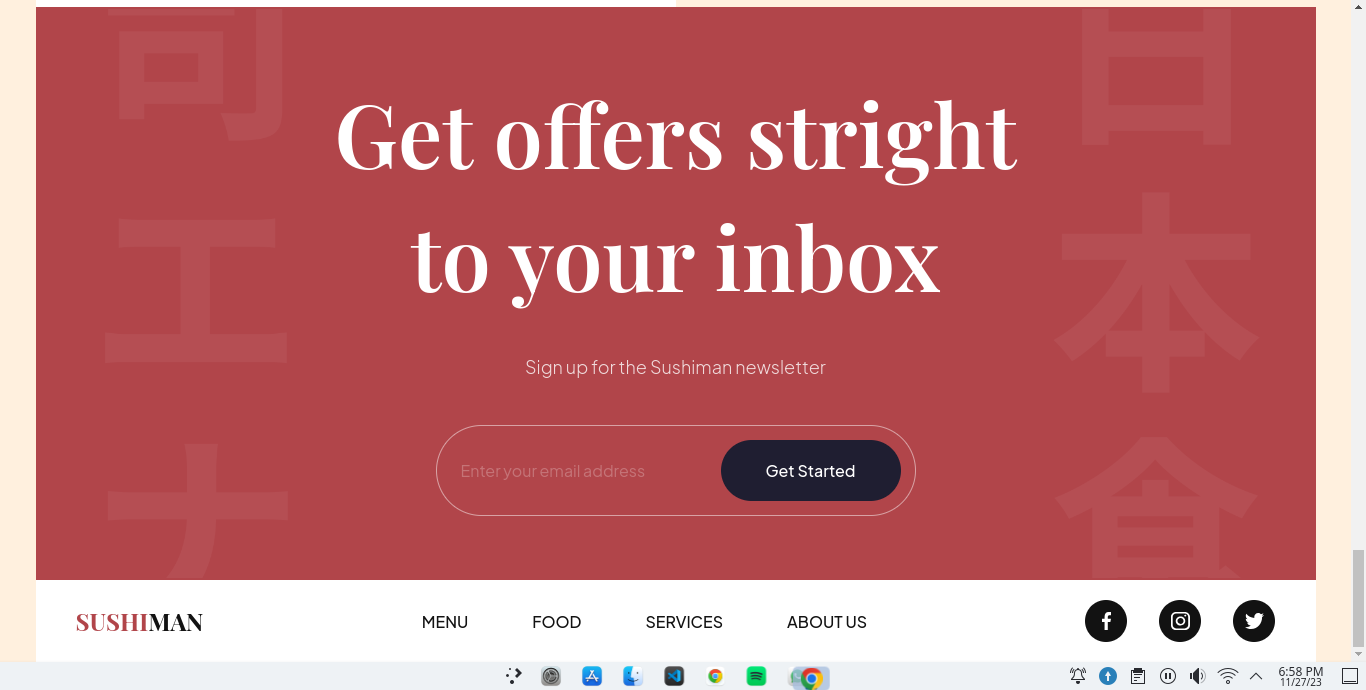 司
エ
ナ
日
本
食
Get offers stright
to your inbox
Sign up for the Sushiman newsletter
Enter your email address
Get Started
SUSHIMAN
MENU
FOOD
SERVICES
ABOUT US
6:58 PM
11/27/23